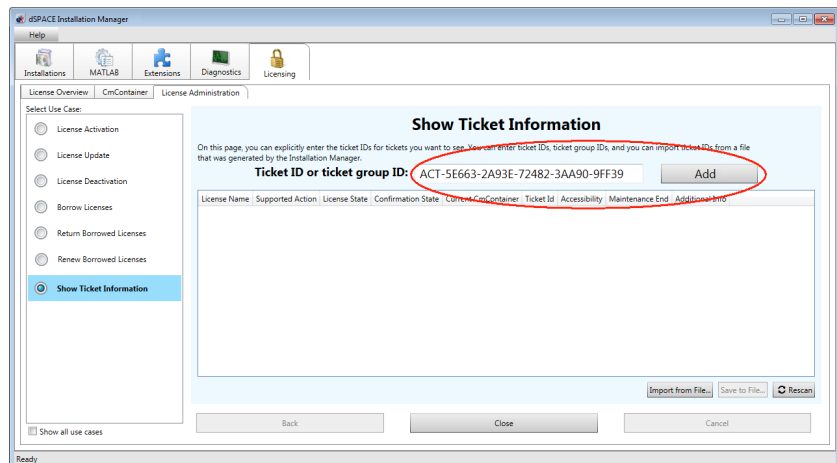 dSPACE Installation Manager
Help
Installations MATLAB Extensions Diagnostics Licensing
License Overview CmContainer License Administration
Select Use Case:
License Activation
License Update
License Deactivation
Borrow Licenses
Return Borrowed Licenses
Renew Borrowed Licenses
Show Ticket Information
Show all use cases
Show Ticket Information
On this page, you can explicitly enter the ticket IDs for tickets you want to see. You can enter ticket IDs, ticket group IDs, and you can import ticket IDs from a file
that was generated by the Installation Manager.
Ticket ID or ticket group ID: ACT-5E663-2A93E-72482-3AA90-9FF39 Add
License Name Supported Action License State Confirmation State Current CmContainer Ticket Id Accessibility Maintenance End Additional Info
Import from File... Save to File... Rescan
Back Close Cancel
Ready